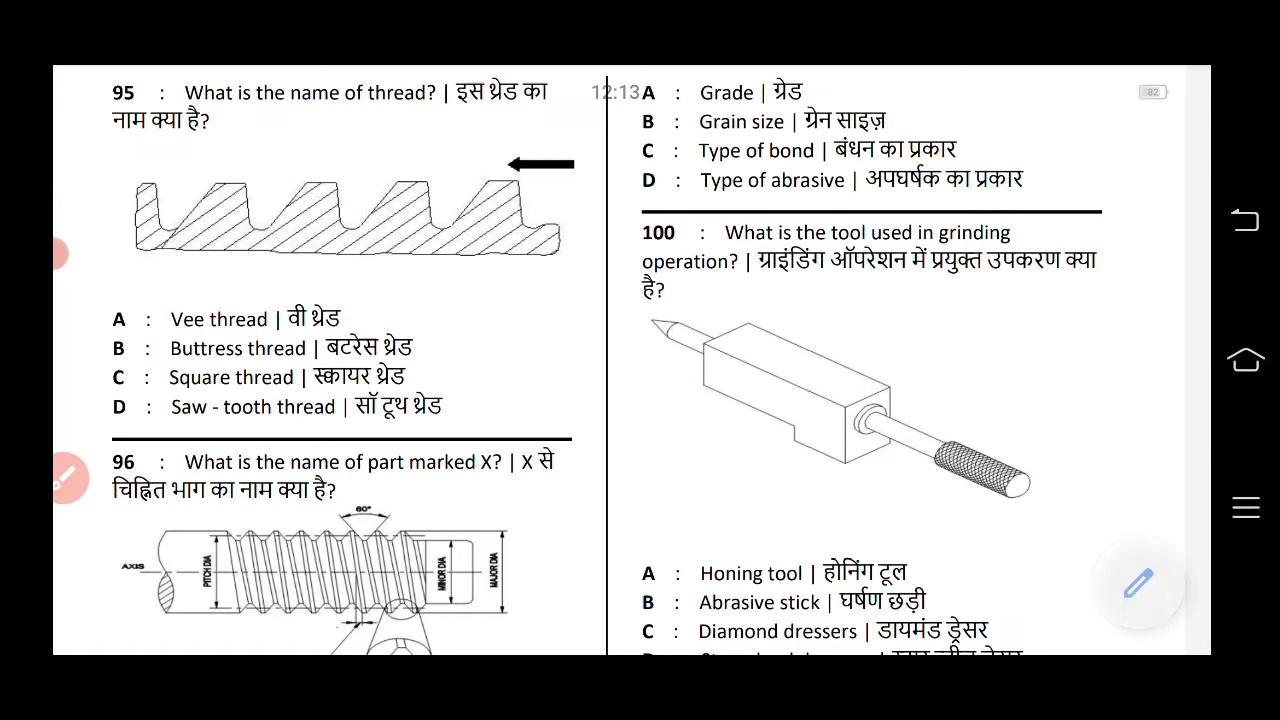 95 : What is the name of thread? | इस थ्रेड का
नाम क्या है?
A : Vee thread | वी थ्रेड
B : Buttress thread | बटरेस थ्रेड
C : Square thread | स्क्वायर थ्रेड
D : Saw - tooth thread | सॉ टूथ थ्रेड
96 : What is the name of part marked X? | X से
चिह्नित भाग का नाम क्या है?
60°
AXIS
PITCH DIA
MINOR DIA
MAJOR DIA
12:13
82
A : Grade | ग्रेड
B : Grain size | ग्रेन साइज़
C : Type of bond | बंधन का प्रकार
D : Type of abrasive | अपघर्षक का प्रकार
100 : What is the tool used in grinding
operation? | ग्राइंडिंग ऑपरेशन में प्रयुक्त उपकरण क्या
है?
A : Honing tool | होनिंग टूल
B : Abrasive stick | घर्षण छड़ी
C : Diamond dressers | डायमंड ड्रेसर